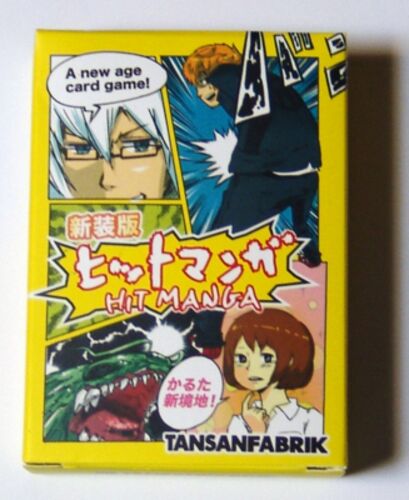 A new age
card game!
新装版
ヒットマンガ
HIT MANGA
かるた
新境地!
TANSANFABRIK